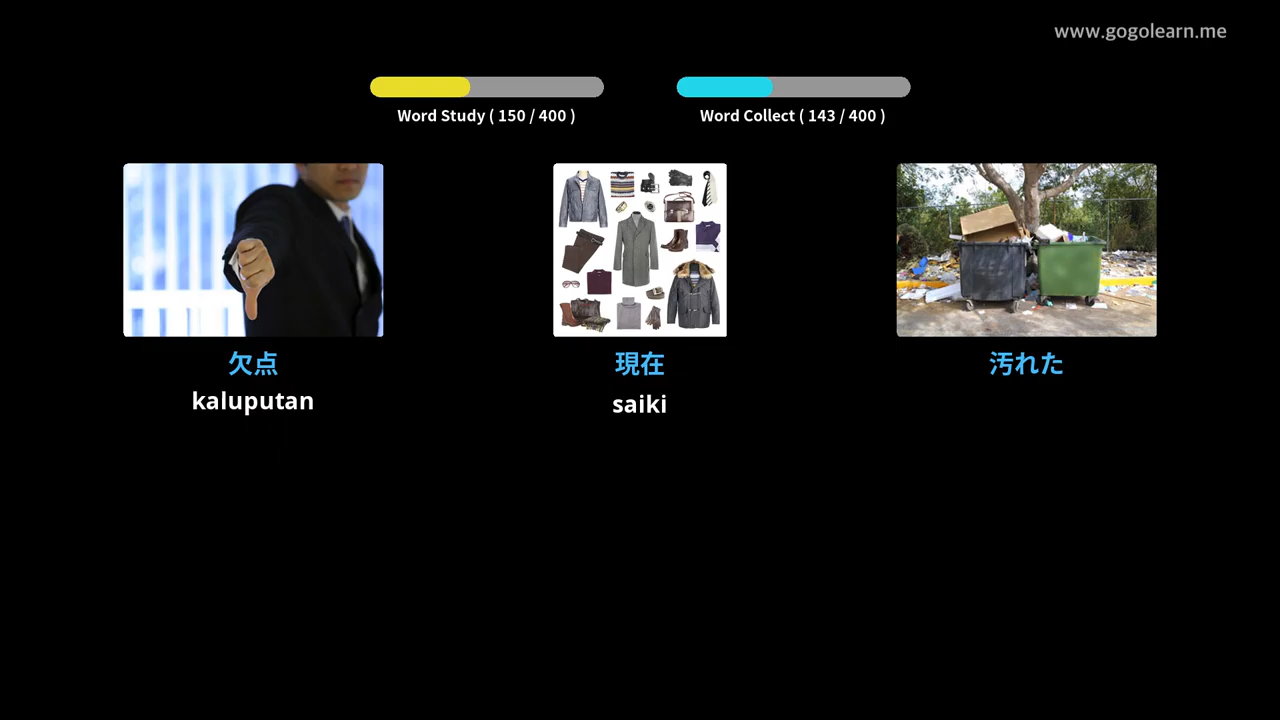 www.gogolearn.me
Word Study ( 150 / 400 )
Word Collect ( 143 / 400 )
欠点
現在
汚れた
kaluputan
saiki